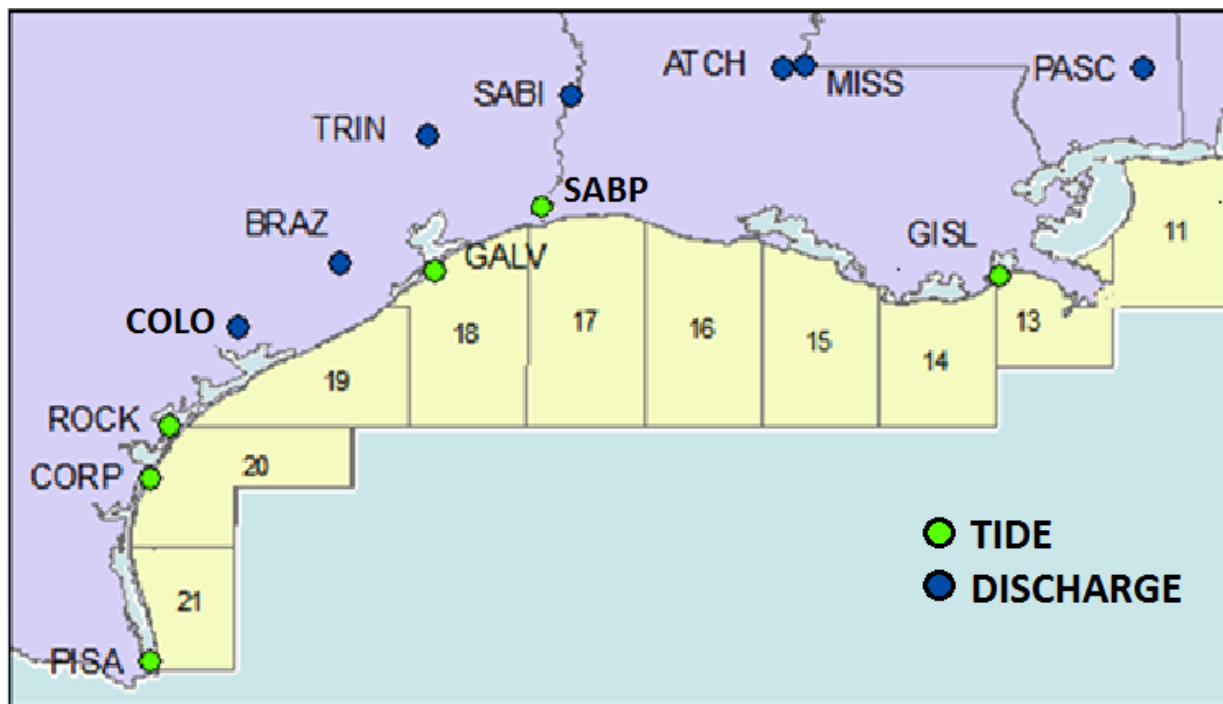 ATCH
MISS
PASC
SABI
TRIN
SABP
BRAZ
GISL
11
GALV
COLO
13
18
17
16
15
14
19
ROCK
20
CORP
TIDE
DISCHARGE
21
PISA